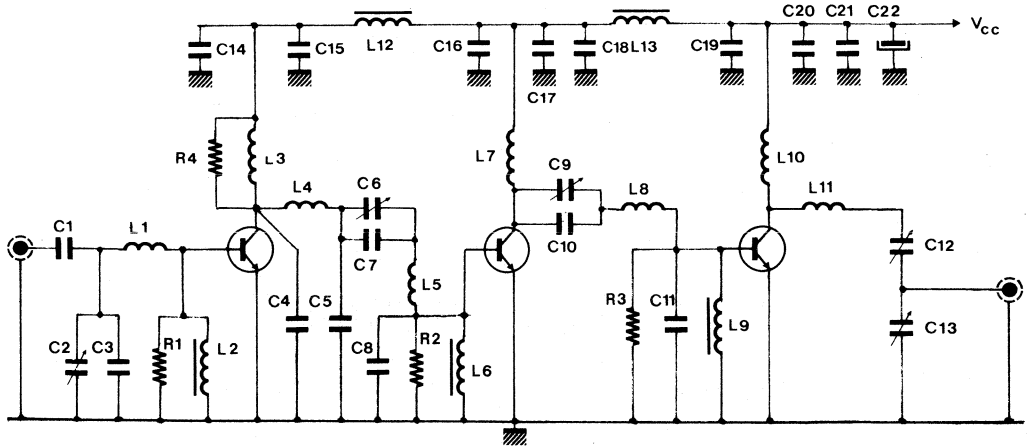 C20 C21 C22
C14 C15 L12 C16 C18 L13 C19 Vcc
C17
R4 L3 L7 C9 L10
L4 C6 L8 L11
C1 L1 C7 C10 C12
L5
C2 C3 R1 L2 C4 C5 C8 R2 L6 R3 C11 L9 C13